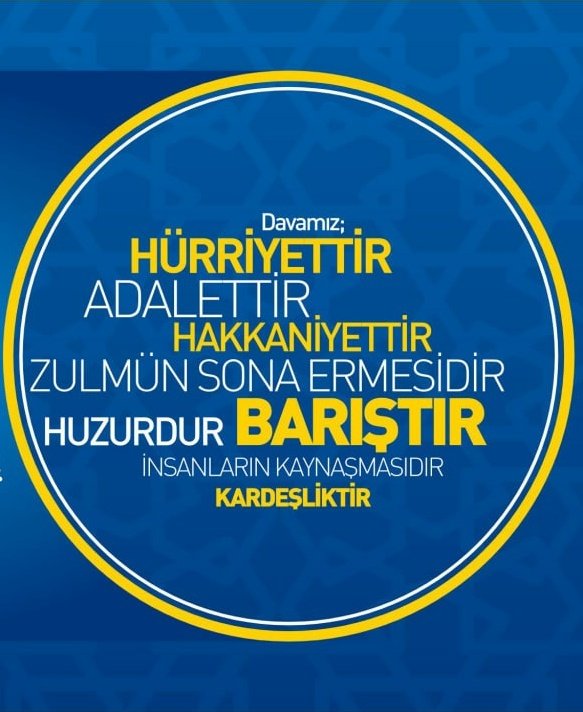 Davamız;
HÜRRİYETTİR
ADALETTİR
HAKKANİYETTİR
ZULMÜN SONA ERMESİDİR
HUZURDUR BARIŞTIR
İNSANLARIN KAYNAŞMASIDIR
KARDEŞLİKTİR